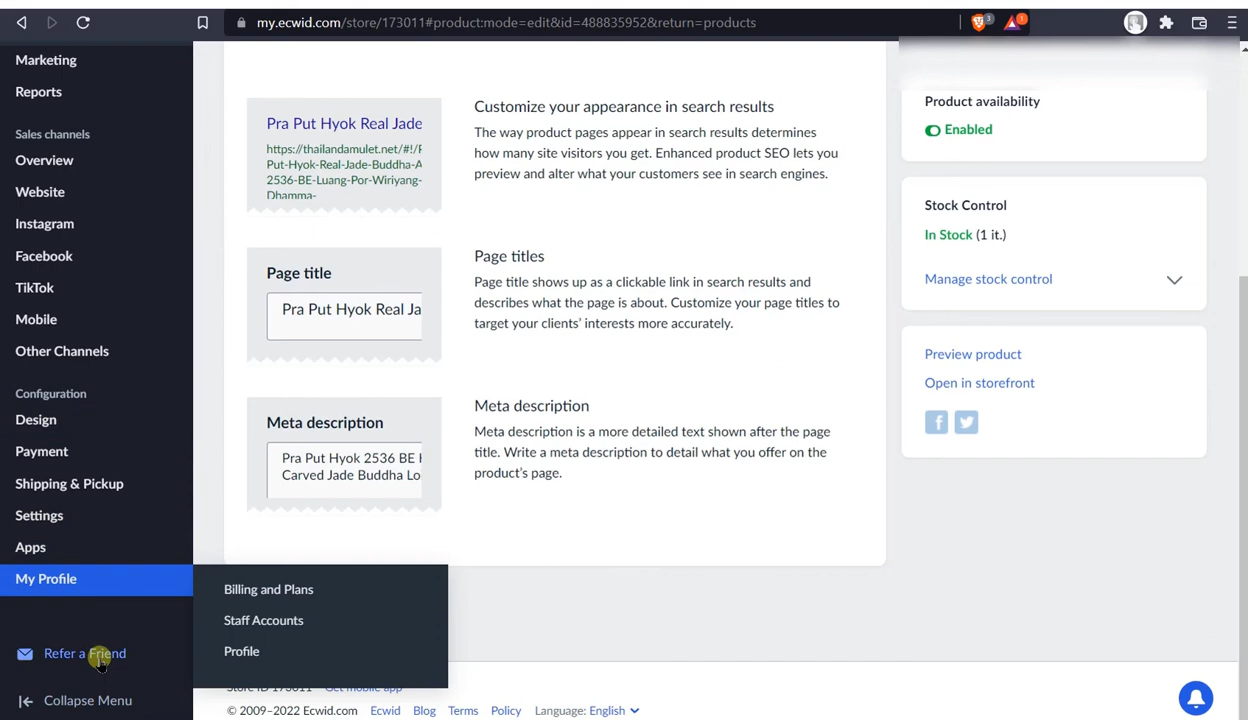 my.ecwid.com/store/173011#product:mode=edit&id=488835952&return=products
3
1
Marketing
Reports
Sales channels
Overview
Website
Instagram
Facebook
TikTok
Mobile
Other Channels
Configuration
Design
Payment
Shipping & Pickup
Settings
Apps
My Profile
Refer a Friend
Collapse Menu
Billing and Plans
Staff Accounts
Profile
Pra Put Hyok Real Jade
https://thailandamulet.net/#!/F
Put-Hyok-Real-Jade-Buddha-A
2536-BE-Luang-Por-Wiriyang-
Dhamma-
Customize your appearance in search results
The way product pages appear in search results determines
how many site visitors you get. Enhanced product SEO lets you
preview and alter what your customers see in search engines.
Page title
Pra Put Hyok Real Ja
Page titles
Page title shows up as a clickable link in search results and
describes what the page is about. Customize your page titles to
target your clients' interests more accurately.
Meta description
Pra Put Hyok 2536 BE
Carved Jade Buddha Lo
Meta description
Meta description is a more detailed text shown after the page
title. Write a meta description to detail what you offer on the
product's page.
Product availability
Enabled
Stock Control
In Stock (1 it.)
Manage stock control
Preview product
Open in storefront
Store ID 173011 Get mobile app
© 2009–2022 Ecwid.com Ecwid Blog Terms Policy Language: English